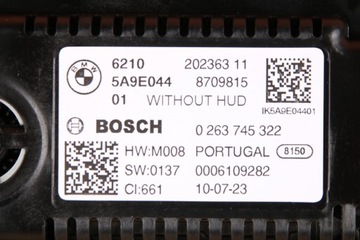 BMW
6210 202363 11
5A9E044 8709815
01 WITHOUT HUD
IK5A9E04401
BOSCH 0 263 745 322
HW:M008 PORTUGAL 8150
SW:0137 0006109282
CI:661 10-07-23